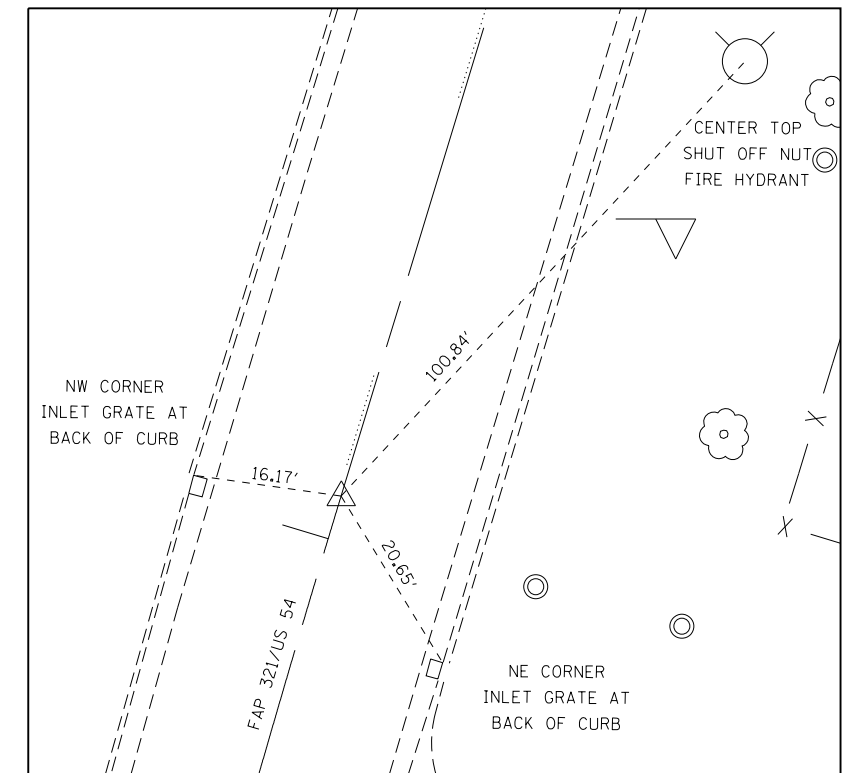 CENTER TOP
SHUT OFF NUT
FIRE HYDRANT
100.84'
NW CORNER
INLET GRATE AT
BACK OF CURB
16.17'
20.65'
FAP 321/US 54
NE CORNER
INLET GRATE AT
BACK OF CURB
X
X